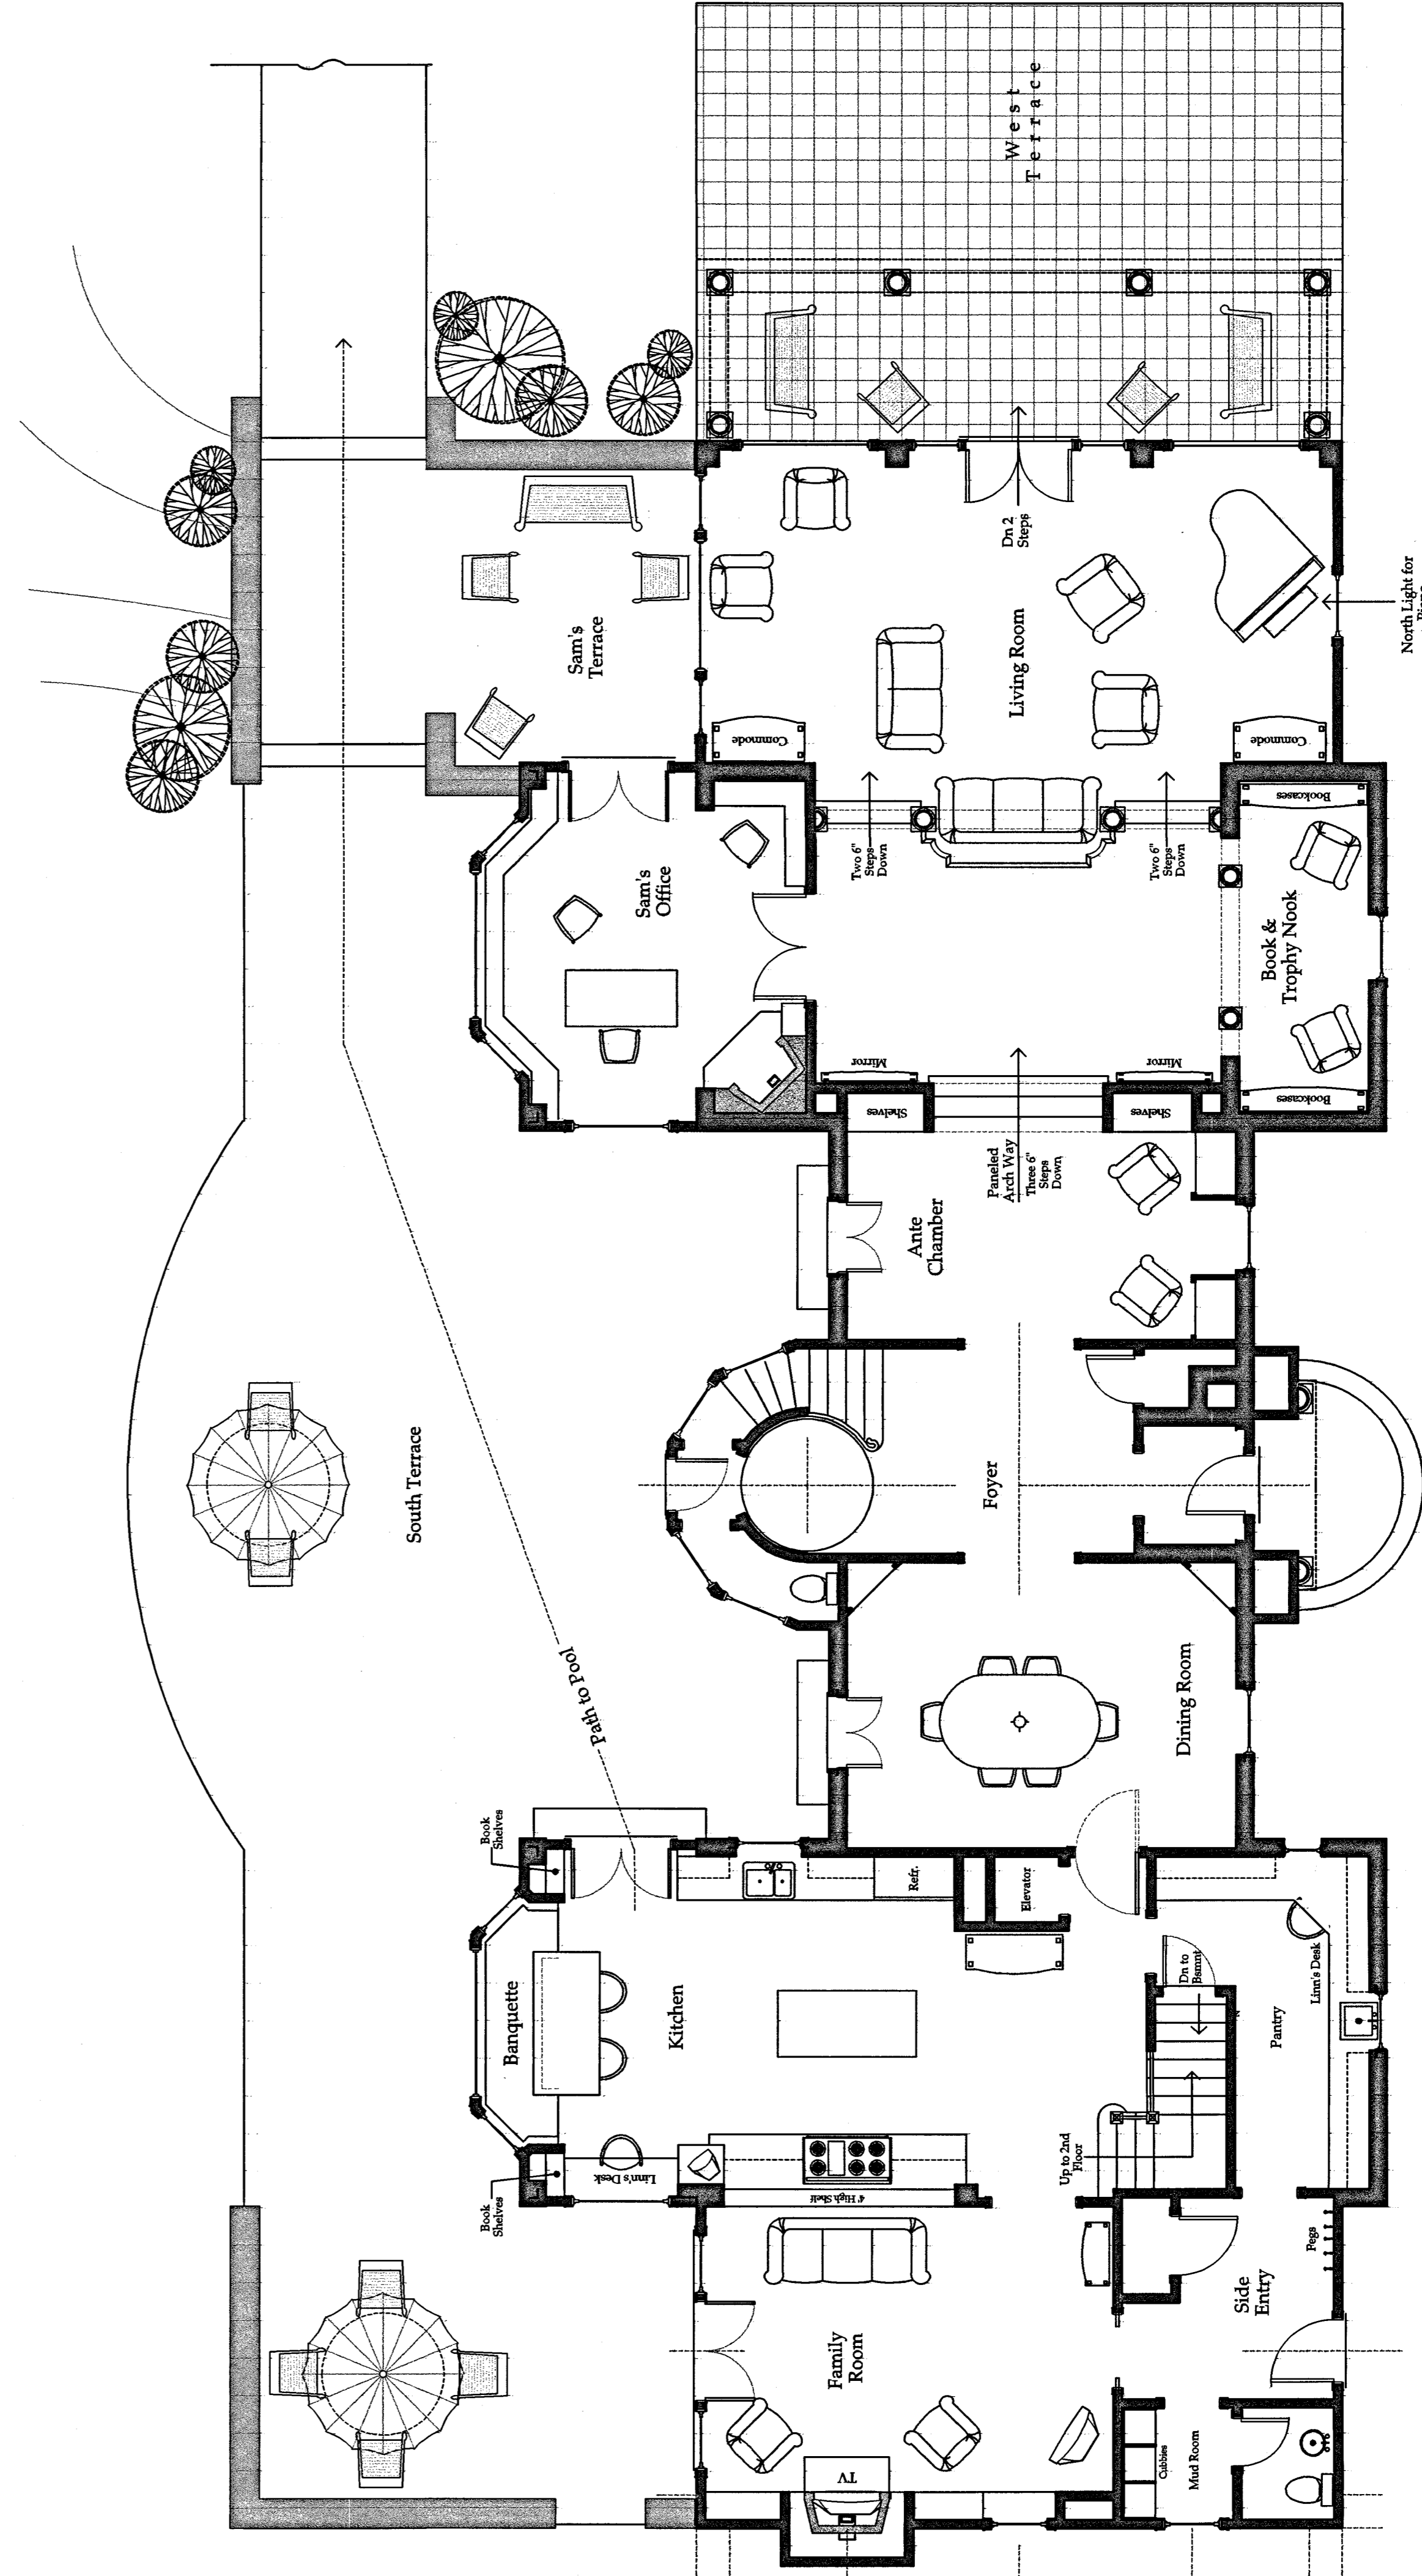 West
Terrace
Dn 2
Steps
Living Room
North Light for
Sam's
Terrace
Commode
Commode
Two 6"
Steps
Down
Two 6"
Steps
Down
Bookcases
Book &
Trophy Nook
Bookcases
Sam's
Office
Mirror
Mirror
Shelves
Shelves
Paneled
Arch Way
Three 6"
Steps
Down
Ante
Chamber
Foyer
South Terrace
Path to Pool
Dining Room
Book
Shelves
Refr.
Elevator
Banquette
Kitchen
Dn to
Bsmnt
Linn's Desk
Pantry
Up to 2nd
Floor
Linn's Desk
4' High Shelf
Book
Shelves
Pegs
Side
Entry
Family
Room
TV
Cubbies
Mud Room